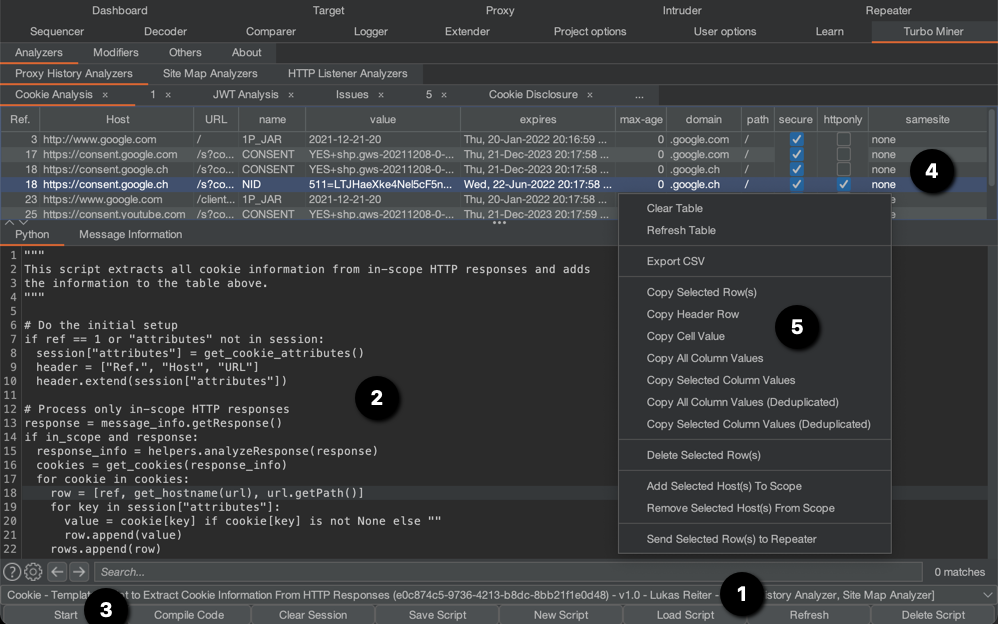 Dashboard Target Proxy Intruder Repeater
Sequencer Decoder Comparer Logger Extender Project options User options Learn Turbo Miner
Analyzers Modifiers Others About
Proxy History Analyzers Site Map Analyzers HTTP Listener Analyzers
Cookie Analysis × 1 × JWT Analysis × Issues × 5 × Cookie Disclosure × ...
Ref. Host URL name value expires max-age domain path secure httponly samesite
3 http://www.google.com / 1P_JAR 2021-12-21-20 Thu, 20-Jan-2022 20:16:59 ... 0 .google.com / none
17 https://consent.google.com /s?co... CONSENT YES+shp.gws-20211208-0-... Thu, 21-Dec-2023 20:17:58 ... 0 .google.com / none
18 https://consent.google.ch /s?co... CONSENT YES+shp.gws-20211208-0-... Thu, 21-Dec-2023 20:17:58 ... 0 .google.ch / none
18 https://consent.google.ch /s?co... NID 511=LTJHaeXke4Nel5cF5n... Wed, 22-Jun-2022 20:17:58 ... 0 .google.ch / none
4
23 https://www.google.com /client... 1P_JAR 2021-12-21-20 Thu, 20-Jan-2022 20:17:58 ...
25 https://consent.youtube.com /s?co... CONSENT YES+shp.gws-20211208-0-... Thu, 21-Dec-2023 20:17:59 ...
Python Message Information
1 """
2 This script extracts all cookie information from in-scope HTTP responses and adds
3 the information to the table above.
4 """
5
6 # Do the initial setup
7 if ref == 1 or "attributes" not in session:
8 session["attributes"] = get_cookie_attributes()
9 header = ["Ref.", "Host", "URL"]
10 header.extend(session["attributes"])
11
12 # Process only in-scope HTTP responses
13 response = message_info.getResponse()
14 if in_scope and response:
15 response_info = helpers.analyzeResponse(response)
16 cookies = get_cookies(response_info)
17 for cookie in cookies:
18 row = [ref, get_hostname(url), url.getPath()]
19 for key in session["attributes"]:
20 value = cookie[key] if cookie[key] is not None else ""
21 row.append(value)
22 rows.append(row)
2
Clear Table
Refresh Table
Export CSV
Copy Selected Row(s)
Copy Header Row
Copy Cell Value
Copy All Column Values
Copy Selected Column Values
Copy All Column Values (Deduplicated)
Copy Selected Column Values (Deduplicated)
Delete Selected Row(s)
Add Selected Host(s) To Scope
Remove Selected Host(s) From Scope
Send Selected Row(s) to Repeater
5
? Search... 0 matches
Cookie - Templat t to Extract Cookie Information From HTTP Responses (e0c874c5-9736-4213-b8dc-8bb21f1e0d48) - v1.0 - Lukas Reiter - History Analyzer, Site Map Analyzer]
3
1
Start Compile Code Clear Session Save Script New Script Load Script Refresh Delete Script